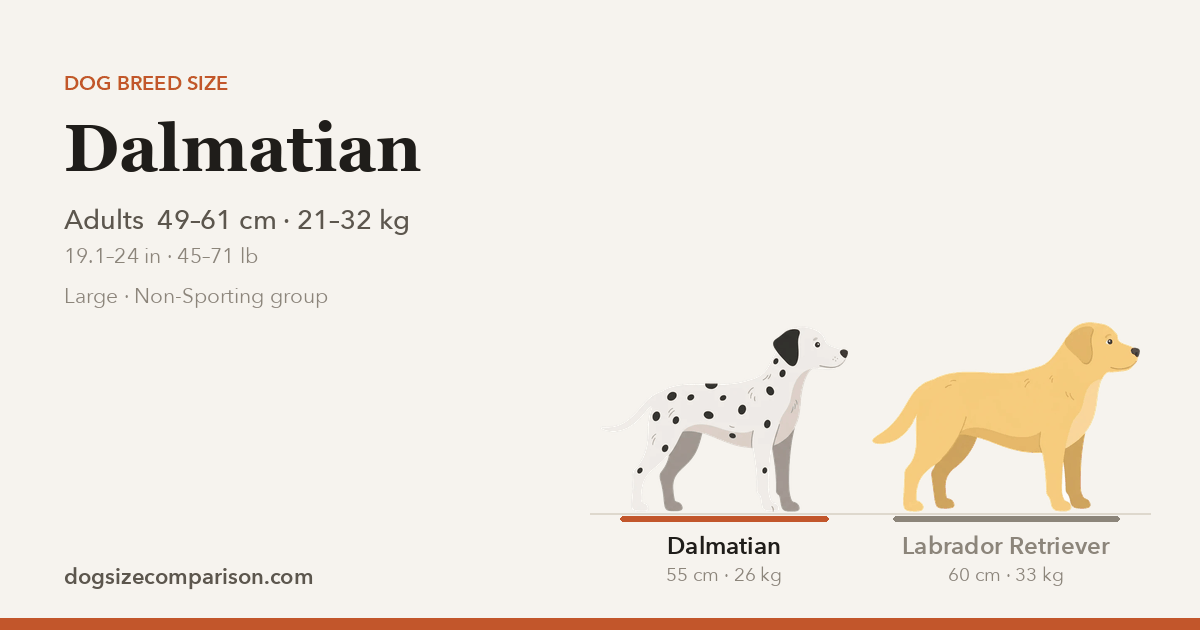 DOG BREED SIZE
Dalmatian
Adults 49–61 cm · 21–32 kg
19.1–24 in · 45–71 lb
Large · Non-Sporting group
Dalmatian
55 cm · 26 kg
Labrador Retriever
60 cm · 33 kg
dogsizecomparison.com